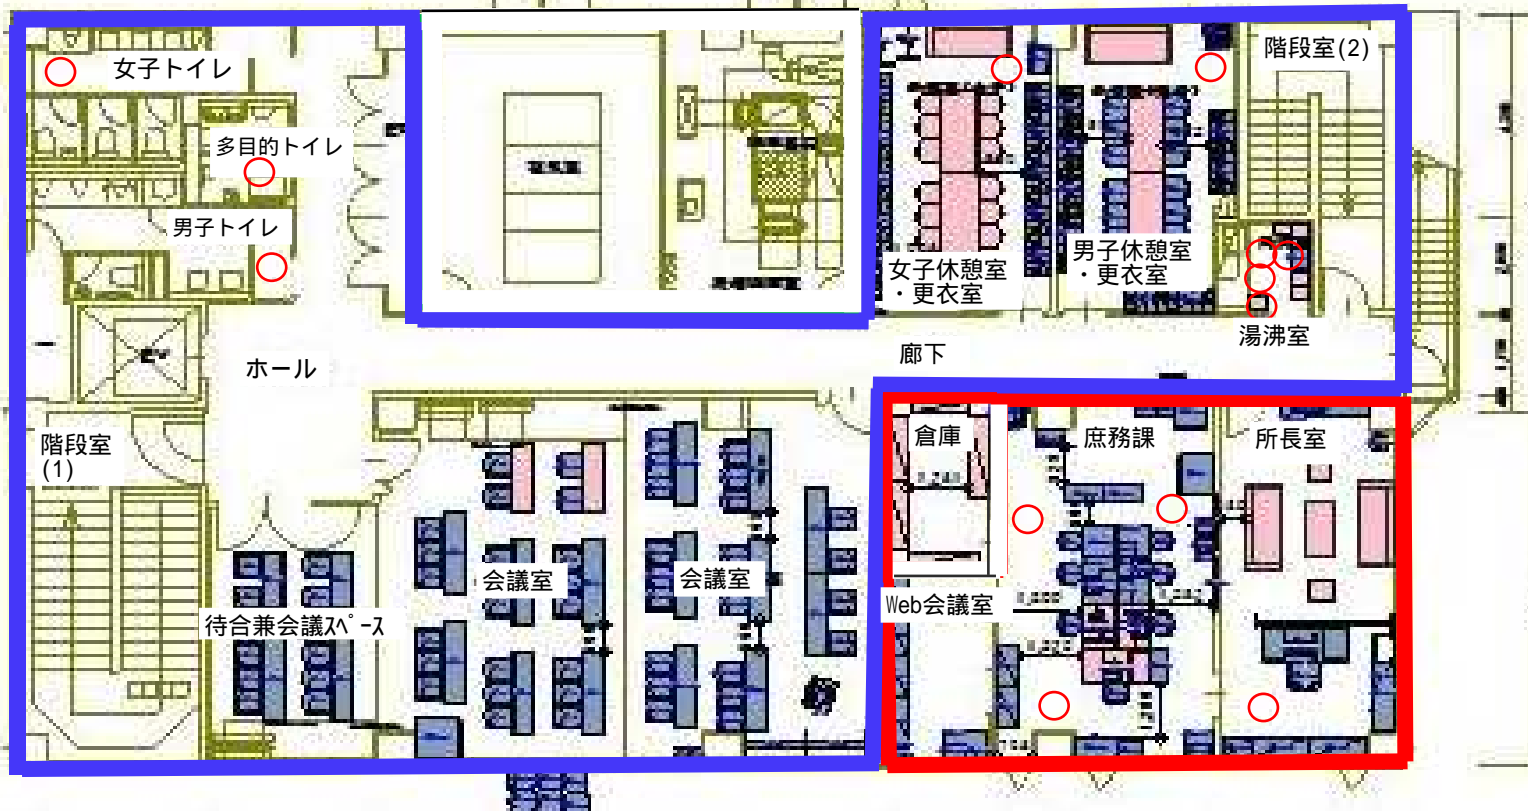 女子トイレ
階段室(2)
多目的トイレ
男子トイレ
女子休憩室
・更衣室
男子休憩室
・更衣室
湯沸室
ホール
廊下
階段室
(1)
倉庫
庶務課
所長室
会議室
会議室
Web会議室
待合兼会議ｽﾍﾟｰｽ